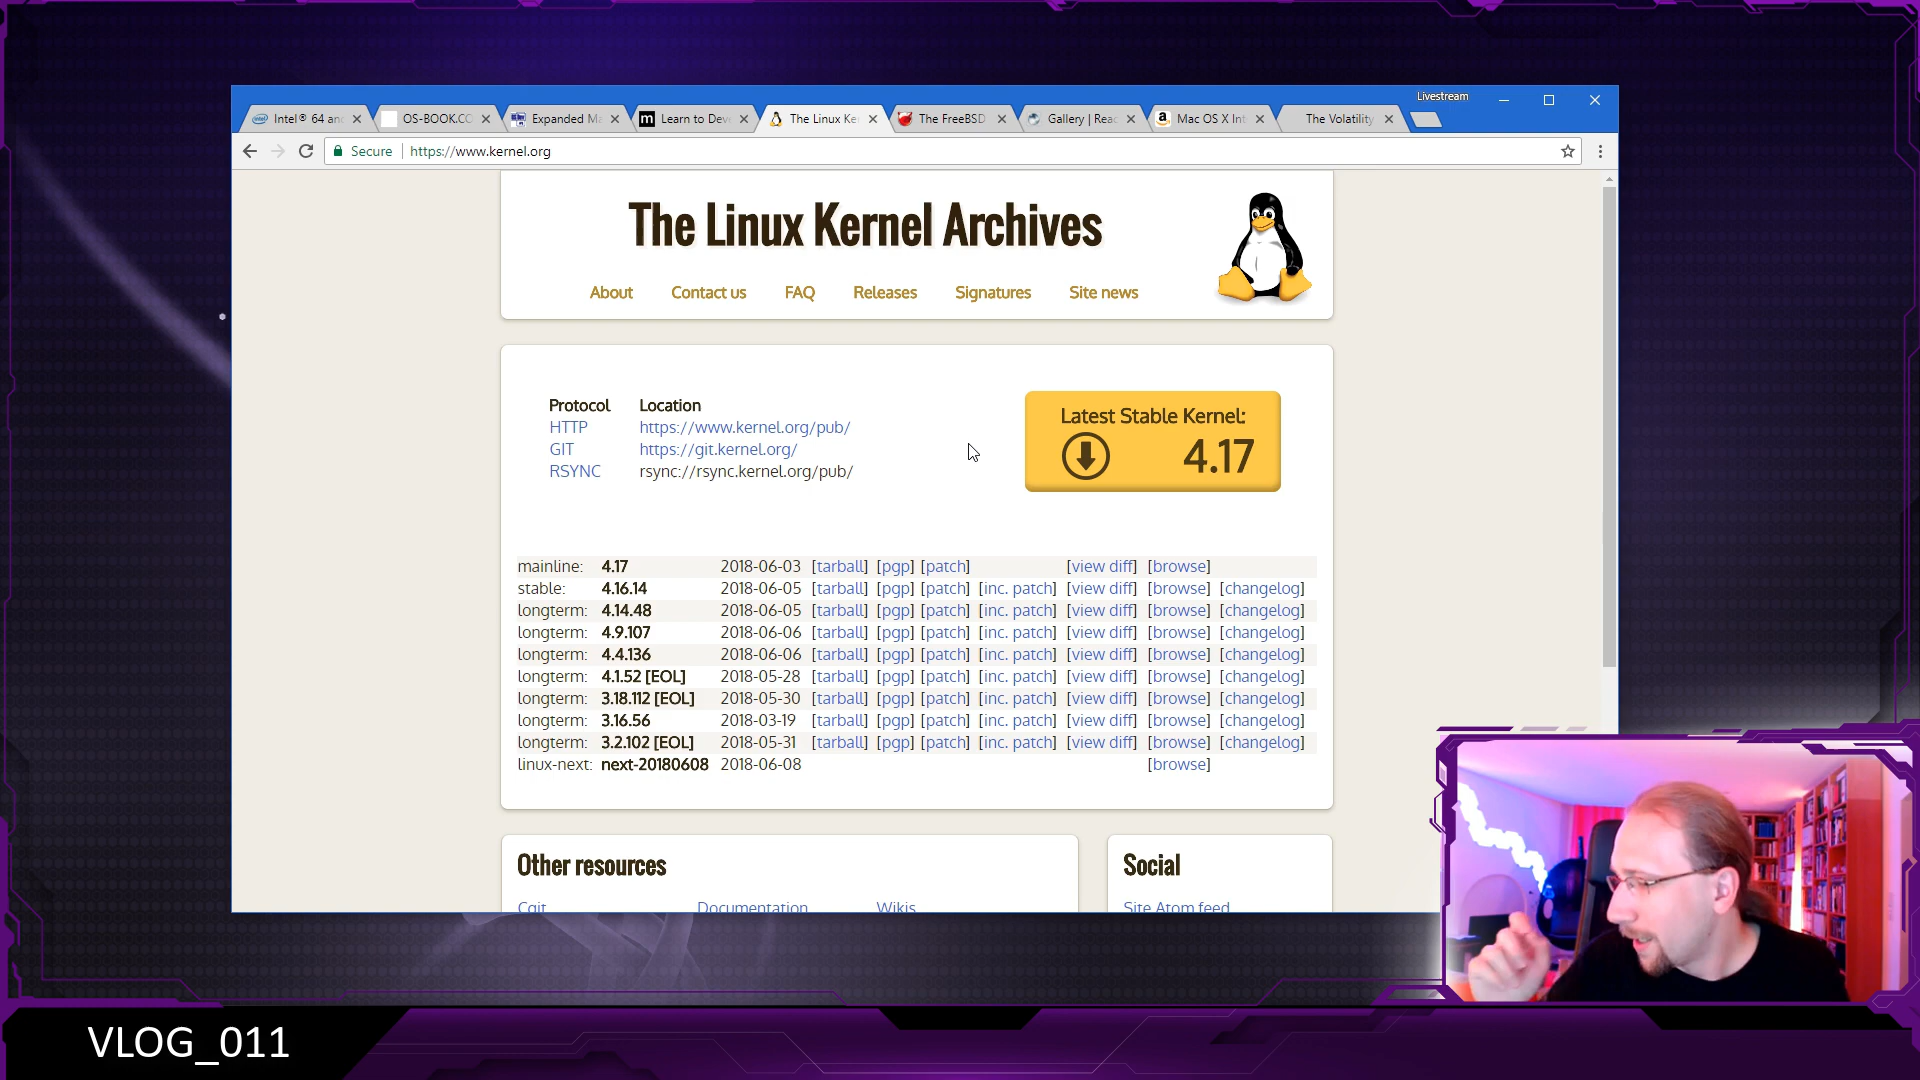 Livestream
Intel® 64 an
OS-BOOK.CO
Expanded Ma
Learn to Deve
The Linux Ke
The FreeBSD
Gallery | Reac
Mac OS X Int
The Volatility
Secure https://www.kernel.org
The Linux Kernel Archives
About Contact us FAQ Releases Signatures Site news
Protocol Location
HTTP https://www.kernel.org/pub/
GIT https://git.kernel.org/
RSYNC rsync://rsync.kernel.org/pub/
Latest Stable Kernel:
4.17
mainline: 4.17 2018-06-03 [tarball] [pgp] [patch] [view diff] [browse]
stable: 4.16.14 2018-06-05 [tarball] [pgp] [patch] [inc. patch] [view diff] [browse] [changelog]
longterm: 4.14.48 2018-06-05 [tarball] [pgp] [patch] [inc. patch] [view diff] [browse] [changelog]
longterm: 4.9.107 2018-06-06 [tarball] [pgp] [patch] [inc. patch] [view diff] [browse] [changelog]
longterm: 4.4.136 2018-06-06 [tarball] [pgp] [patch] [inc. patch] [view diff] [browse] [changelog]
longterm: 4.1.52 [EOL] 2018-05-28 [tarball] [pgp] [patch] [inc. patch] [view diff] [browse] [changelog]
longterm: 3.18.112 [EOL] 2018-05-30 [tarball] [pgp] [patch] [inc. patch] [view diff] [browse] [changelog]
longterm: 3.16.56 2018-03-19 [tarball] [pgp] [patch] [inc. patch] [view diff] [browse] [changelog]
longterm: 3.2.102 [EOL] 2018-05-31 [tarball] [pgp] [patch] [inc. patch] [view diff] [browse] [changelog]
linux-next: next-20180608 2018-06-08 [browse]
Other resources
Cgit Documentation Wikis
Social
Site Atom feed
VLOG_011